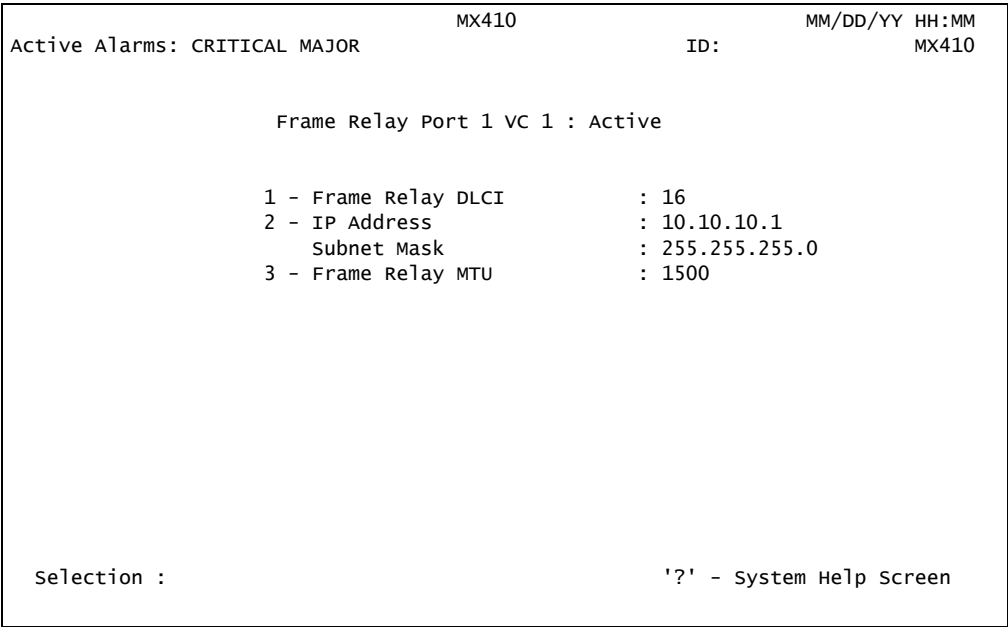 MX410 MM/DD/YY HH:MM
Active Alarms: CRITICAL MAJOR ID: MX410
Frame Relay Port 1 VC 1 : Active
1 – Frame Relay DLCI : 16
2 – IP Address : 10.10.10.1
Subnet Mask : 255.255.255.0
3 – Frame Relay MTU : 1500
Selection : '?' – System Help Screen